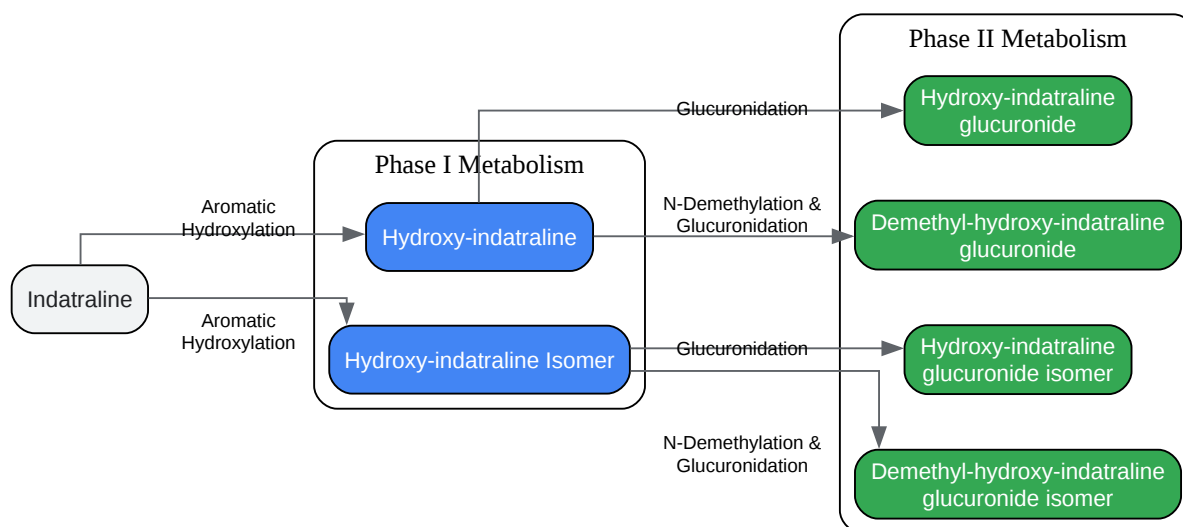 Phase II Metabolism
Hydroxy-indatraline
glucuronide
Glucuronidation
Phase I Metabolism
Aromatic
Hydroxylation
Hydroxy-indatraline
N-Demethylation &
Glucuronidation
Demethyl-hydroxy-indatraline
glucuronide
Indatraline
Aromatic
Hydroxylation
Hydroxy-indatraline Isomer
Glucuronidation
Hydroxy-indatraline
glucuronide isomer
N-Demethylation &
Glucuronidation
Demethyl-hydroxy-indatraline
glucuronide isomer